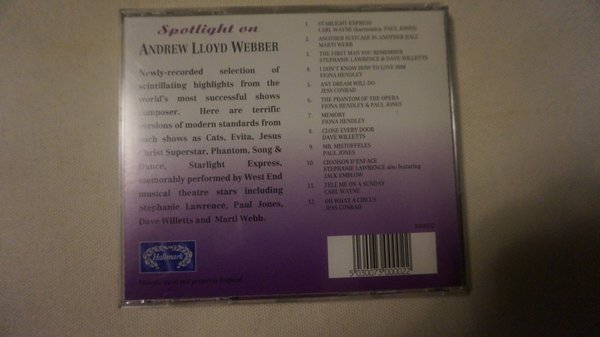 Spotlight on
ANDREW LLOYD WEBBER
Newly-recorded selection of
scintillating highlights from the
world's most successful shows
composer. Here are terrific
versions of modern standards from
such shows as Cats, Evita, Jesus
Christ Superstar, Phantom, Song &
Dance, Starlight Express,
memorably performed by West End
musical theatre stars including
Stephanie Lawrence, Paul Jones,
Dave Willetts and Marti Webb.
Hallmark
1. STARLIGHT EXPRESS
CARL WAYNE (harmonica: PAUL JONES)
2. ANOTHER SUITCASE IN ANOTHER HALL
MARTI WEBB
3. THE FIRST MAN YOU REMEMBER
STEPHANIE LAWRENCE & DAVE WILLETTS
4. I DON'T KNOW HOW TO LOVE HIM
FIONA HENDLEY
5. ANY DREAM WILL DO
JESS CONRAD
6. THE PHANTOM OF THE OPERA
FIONA HENDLEY & PAUL JONES
7. MEMORY
FIONA HENDLEY
8. CLOSE EVERY DOOR
DAVE WILLETTS
9. MR. MISTOFFELES
PAUL JONES
10. CHANSON D'ENFACE
STEPHANIE LAWRENCE also featuring
JACK EMBLOW
11. TELL ME ON A SUNDAY
CARL WAYNE
12. OH WHAT A CIRCUS
JESS CONRAD